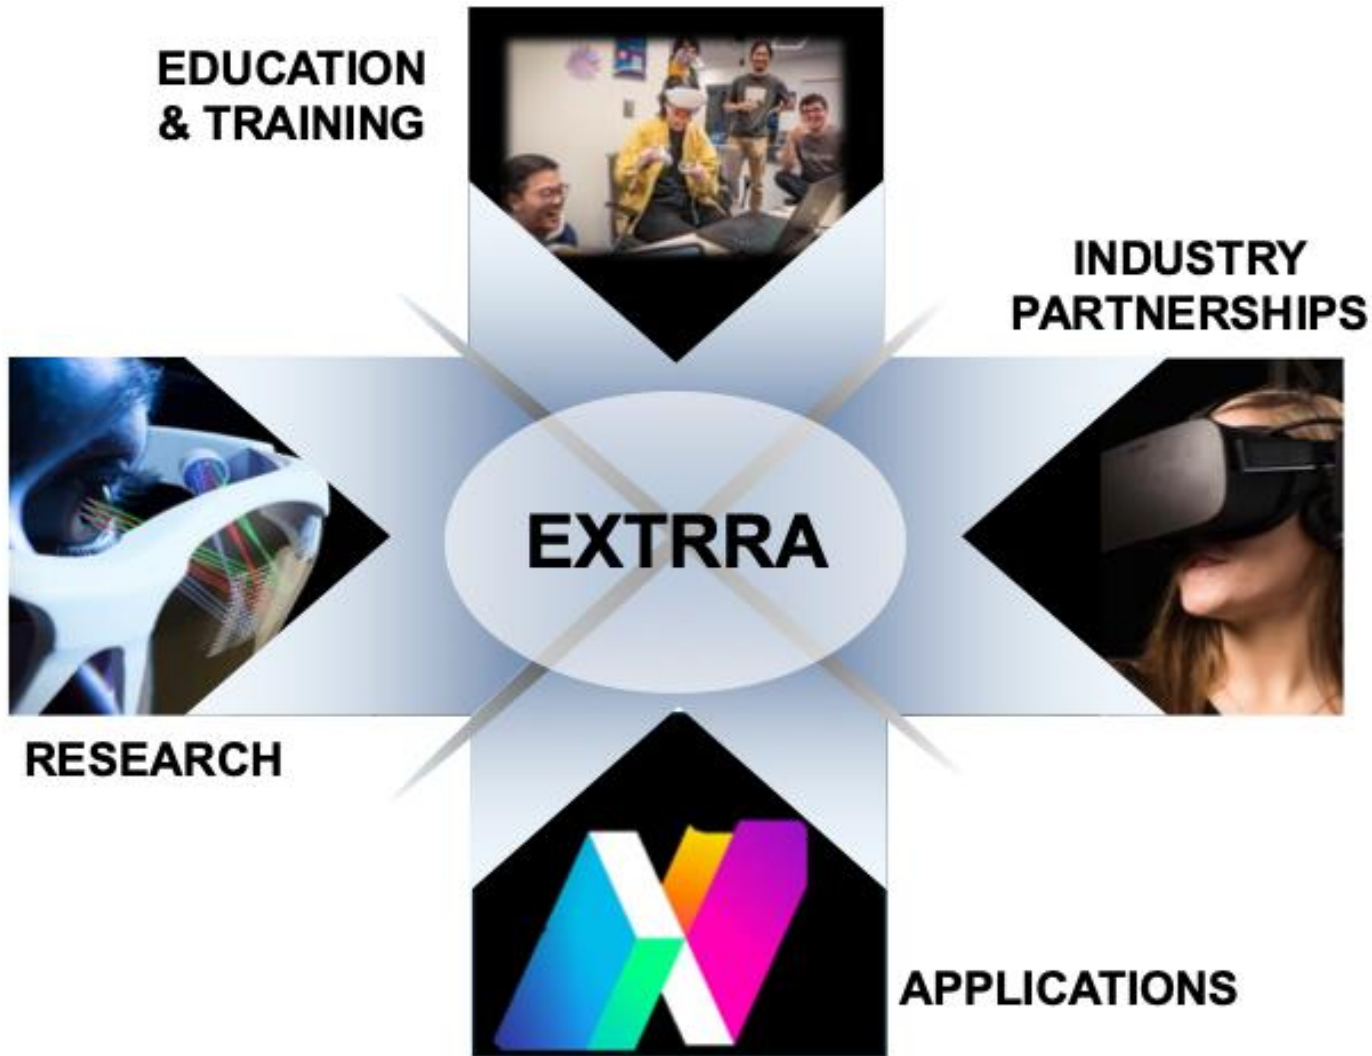 EDUCATION
& TRAINING
INDUSTRY
PARTNERSHIPS
EXTRRA
RESEARCH
APPLICATIONS